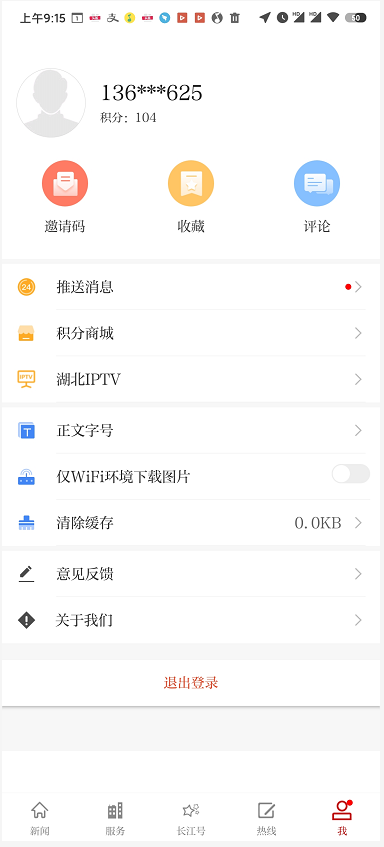 上午9:15
HD
HD
50
136***625
积分：104
邀请码
收藏
评论
24
推送消息
积分商城
IPTV
湖北IPTV
T
正文字号
仅WiFi环境下载图片
清除缓存 0.0KB
意见反馈
关于我们
退出登录
新闻
服务
长江号
热线
我